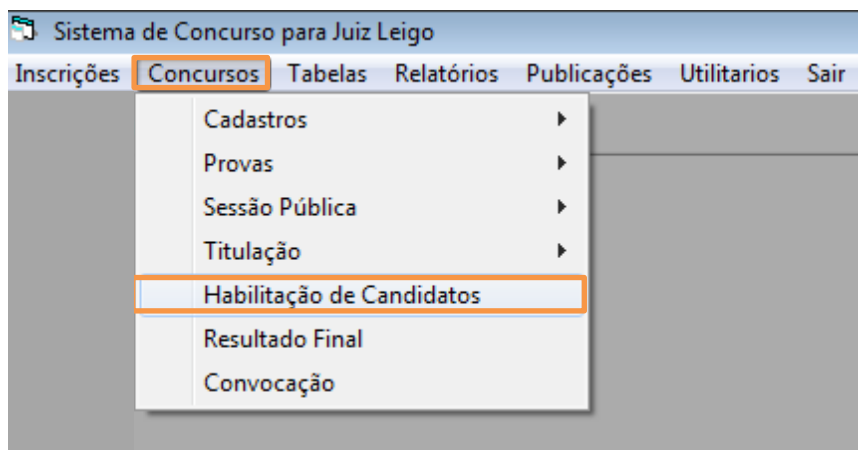 Sistema de Concurso para Juiz Leigo
Inscrições Concursos Tabelas Relatórios Publicações Utilitarios Sair
Cadastros
Provas
Sessão Pública
Titulação
Habilitação de Candidatos
Resultado Final
Convocação